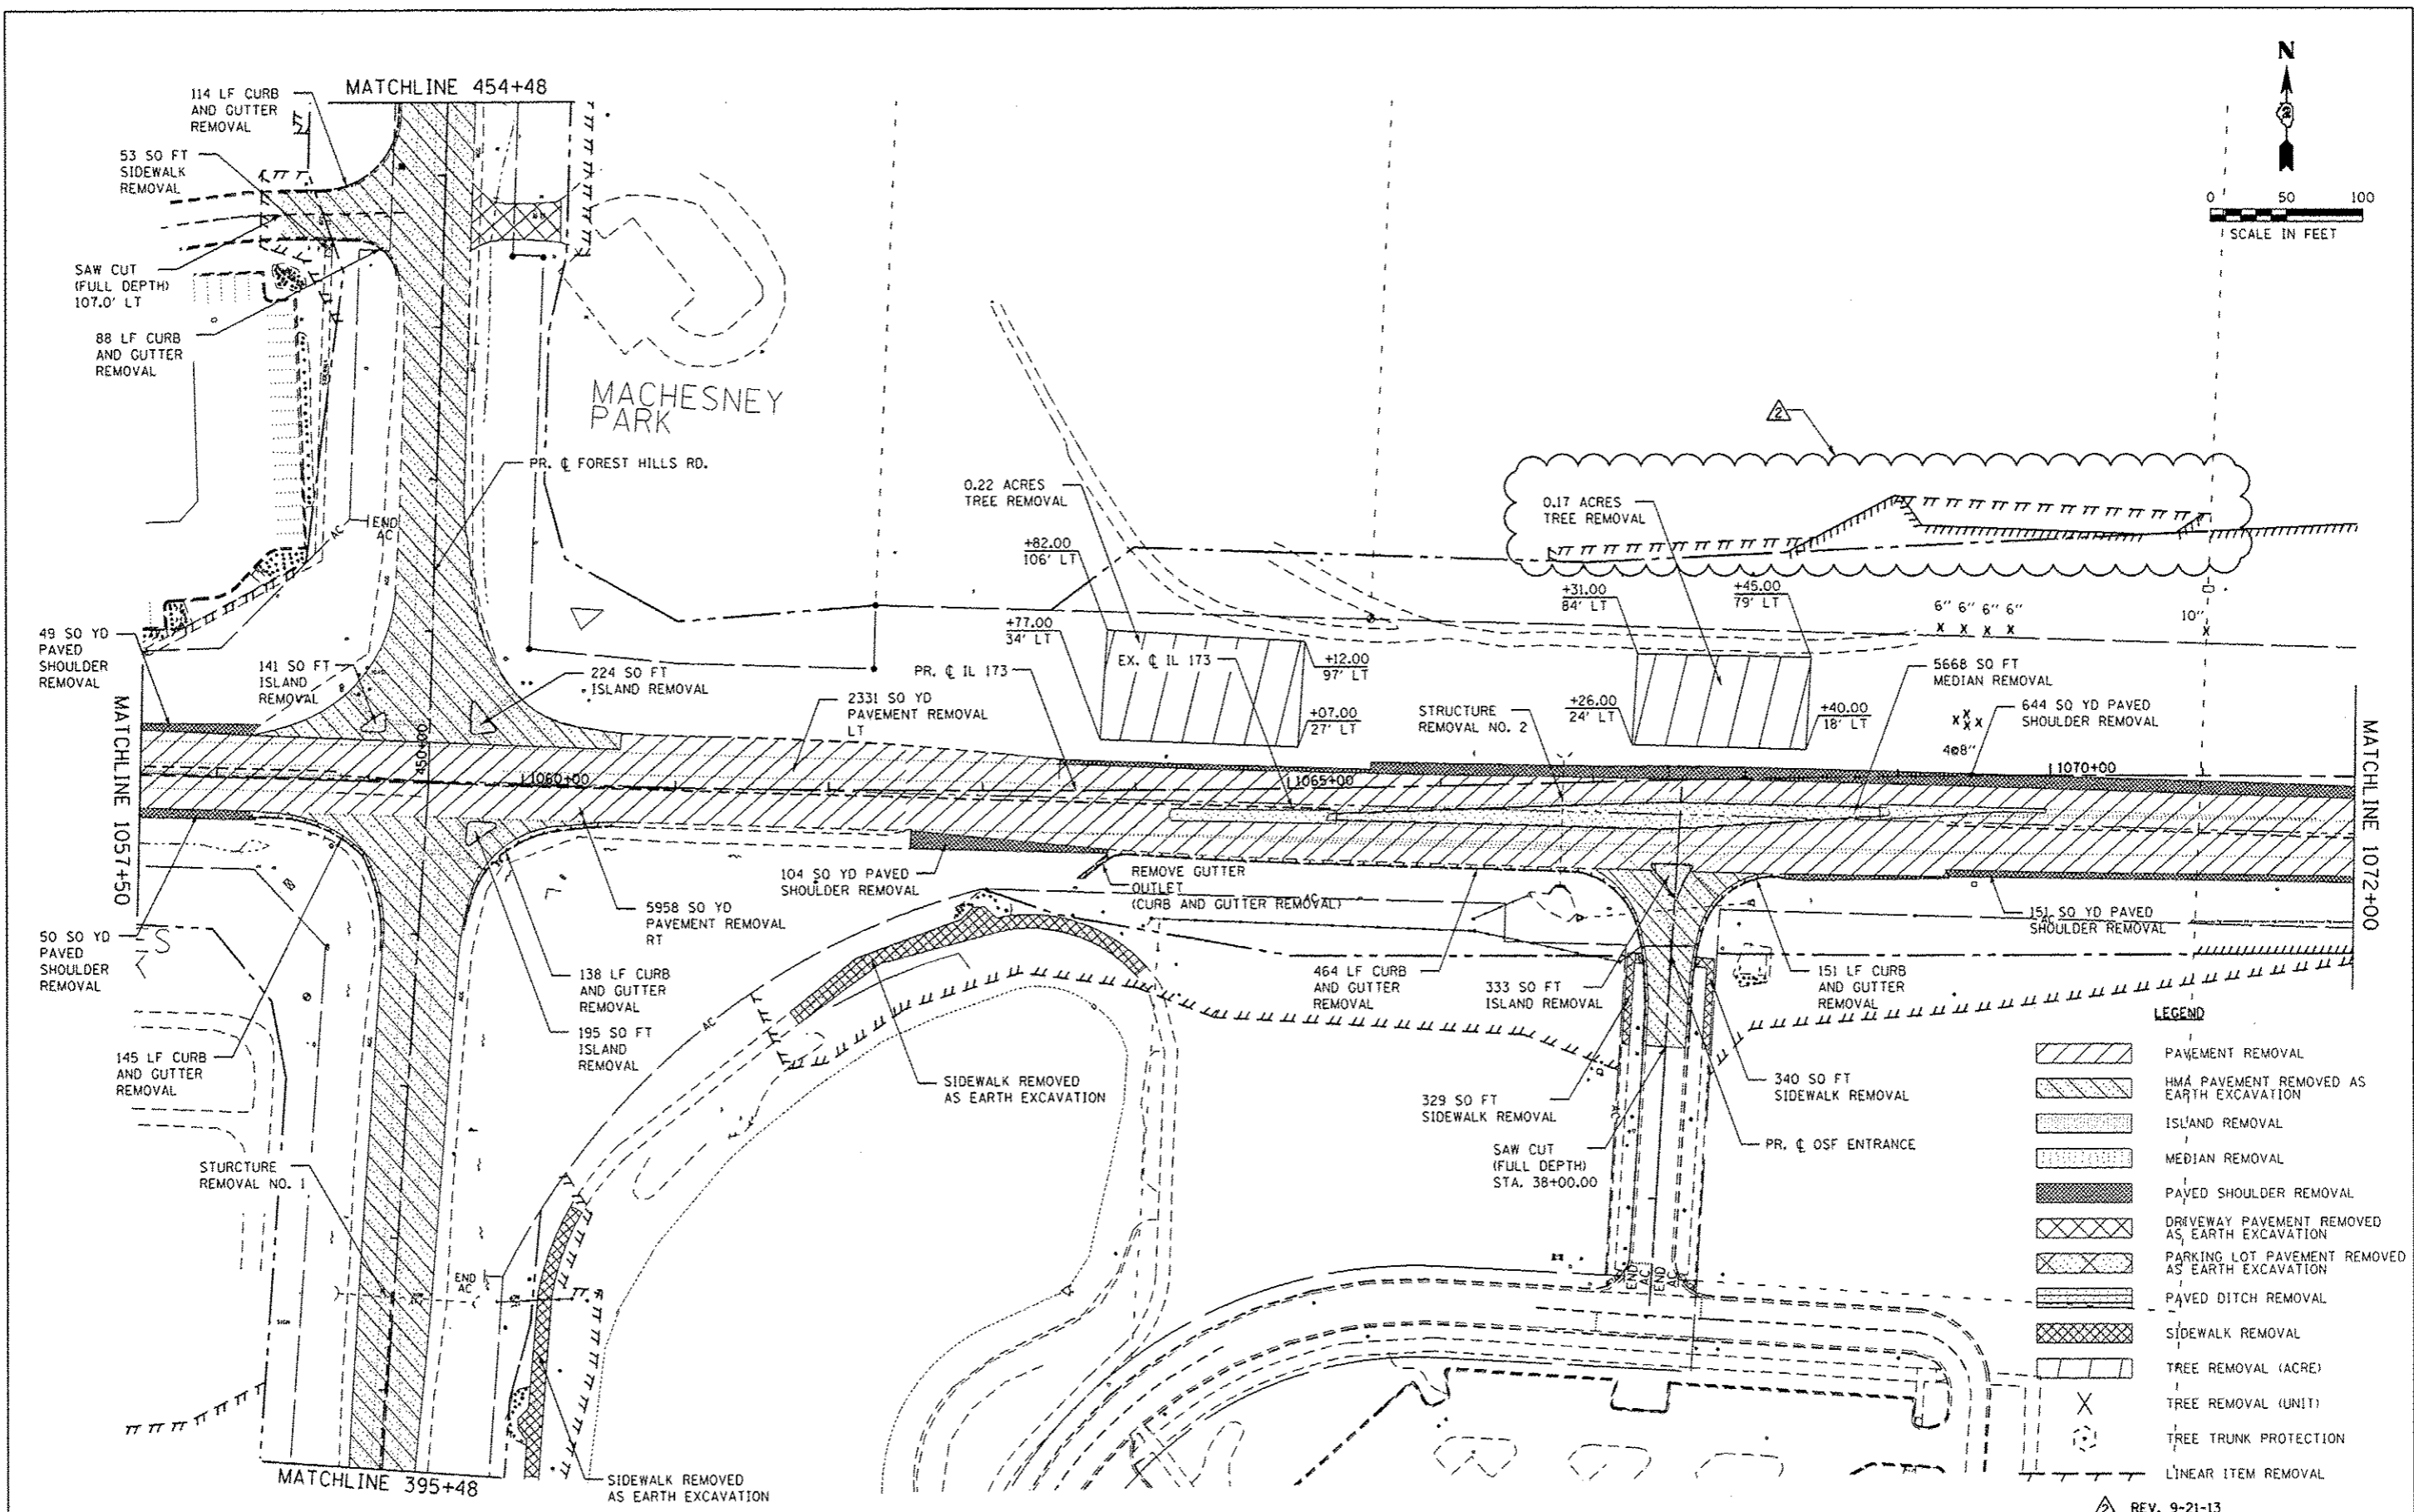 MATCHLINE 454+48
114 LF CURB
AND GUTTER
REMOVAL
53 SQ FT
SIDEWALK
REMOVAL
SAW CUT
(FULL DEPTH)
107.0' LT
88 LF CURB
AND GUTTER
REMOVAL
N
0 50 100
SCALE IN FEET
MACHESNEY
PARK
PR. ℄ FOREST HILLS RD.
END
AC
AC
2
0.22 ACRES
TREE REMOVAL
0.17 ACRES
TREE REMOVAL
+82.00
106' LT
+77.00
34' LT
+12.00
97' LT
+07.00
27' LT
+31.00
84' LT
+45.00
79' LT
+26.00
24' LT
+40.00
18' LT
6" 6" 6" 6"
10"
4@8"
49 SQ YD
PAVED
SHOULDER
REMOVAL
141 SQ FT
ISLAND
REMOVAL
224 SQ FT
ISLAND REMOVAL
2331 SQ YD
PAVEMENT REMOVAL
LT
PR. ℄ IL 173
EX. ℄ IL 173
STRUCTURE
REMOVAL NO. 2
5668 SQ FT
MEDIAN REMOVAL
644 SQ YD PAVED
SHOULDER REMOVAL
MATCHLINE 1057+50
MATCHLINE 1072+00
450+00
1060+00
1065+00
1070+00
50 SQ YD
PAVED
SHOULDER
REMOVAL
104 SQ YD PAVED
SHOULDER REMOVAL
REMOVE GUTTER
OUTLET
(CURB AND GUTTER REMOVAL)
AC
5958 SQ YD
PAVEMENT REMOVAL
RT
138 LF CURB
AND GUTTER
REMOVAL
195 SQ FT
ISLAND
REMOVAL
145 LF CURB
AND GUTTER
REMOVAL
AC
464 LF CURB
AND GUTTER
REMOVAL
333 SQ FT
ISLAND REMOVAL
151 LF CURB
AND GUTTER
REMOVAL
151 SQ YD PAVED
SHOULDER REMOVAL
SIDEWALK REMOVED
AS EARTH EXCAVATION
329 SQ FT
SIDEWALK REMOVAL
340 SQ FT
SIDEWALK REMOVAL
SAW CUT
(FULL DEPTH)
STA. 38+00.00
PR. ℄ OSF ENTRANCE
AC
STURCTURE
REMOVAL NO. 1
END
AC
SIGN
END
AC
END
AC
MATCHLINE 395+48
SIDEWALK REMOVED
AS EARTH EXCAVATION
LEGEND
PAVEMENT REMOVAL
HMA PAVEMENT REMOVED AS
EARTH EXCAVATION
ISLAND REMOVAL
MEDIAN REMOVAL
PAVED SHOULDER REMOVAL
DRIVEWAY PAVEMENT REMOVED
AS EARTH EXCAVATION
PARKING LOT PAVEMENT REMOVED
AS EARTH EXCAVATION
PAVED DITCH REMOVAL
SIDEWALK REMOVAL
TREE REMOVAL (ACRE)
TREE REMOVAL (UNIT)
TREE TRUNK PROTECTION
LINEAR ITEM REMOVAL
2 REV. 9-21-13